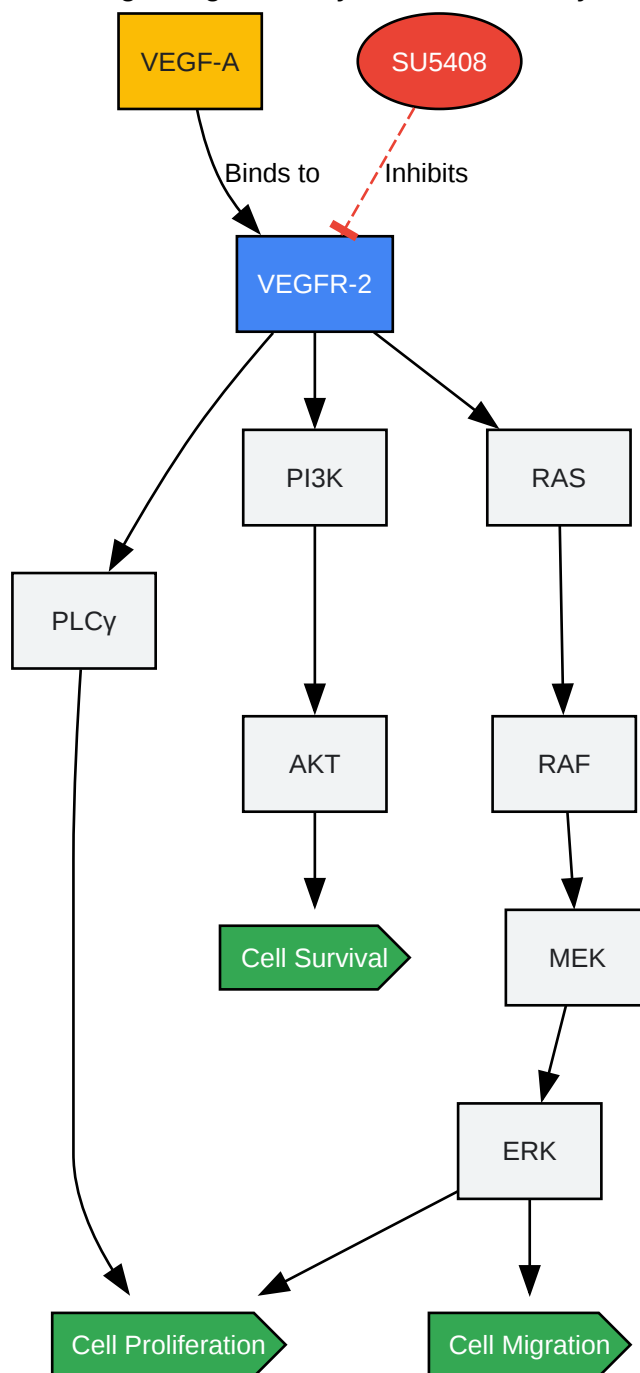 VEGF-A
SU5408
Binds to
Inhibits
VEGFR-2
PI3K
RAS
PLCγ
AKT
RAF
Cell Survival
MEK
ERK
Cell Proliferation
Cell Migration